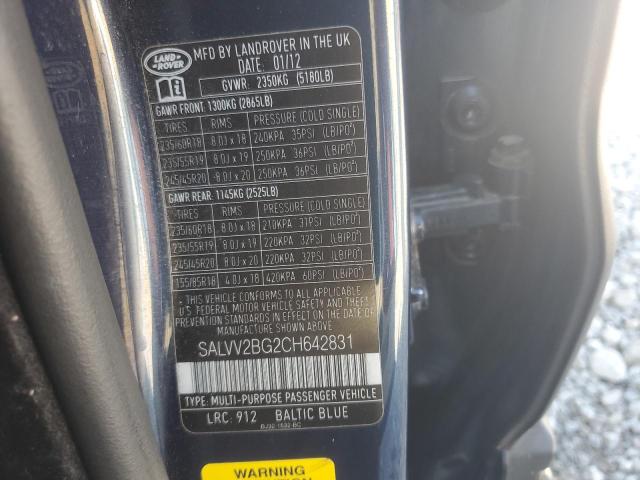 LAND ROVER
MFD BY LANDROVER IN THE UK
DATE: 01/12
GVWR: 2350KG (5180LB)
GAWR FRONT: 1300KG (2865LB)
TIRES RIMS PRESSURE (COLD SINGLE)
235/60R18 8.0J x 18 240KPA 35PSI (LB/PO²)
235/55R19 8.0J x 19 250KPA 36PSI (LB/PO²)
245/45R20 8.0J x 20 250KPA 36PSI (LB/PO²)
GAWR REAR: 1145KG (2525LB)
TIRES RIMS PRESSURE (COLD SINGLE)
235/60R18 8.0J x 18 210KPA 31PSI (LB/PO²)
235/55R19 8.0J x 19 220KPA 32PSI (LB/PO²)
245/45R20 8.0J x 20 220KPA 32PSI (LB/PO²)
155/85R18 4.0J x 18 420KPA 60PSI (LB/PO²)
* THIS VEHICLE CONFORMS TO ALL APPLICABLE *
U.S FEDERAL MOTOR VEHICLE SAFETY AND THEFT
PREVENTION STANDARDS IN EFFECT ON THE DATE
* OF MANUFACTURE SHOWN ABOVE. *
SALVV2BG2CH642831
TYPE: MULTI-PURPOSE PASSENGER VEHICLE
LRC: 912 BALTIC BLUE
BJ32-1532-BC
WARNING